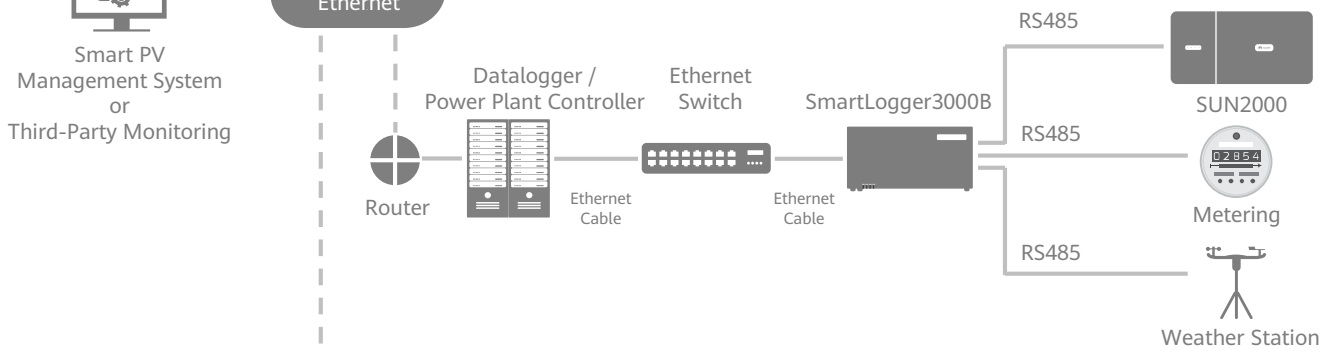 Ethernet
Smart PV
Management System
or
Third-Party Monitoring
Datalogger /
Power Plant Controller
Ethernet
Switch
SmartLogger3000B
RS485
SUN2000
RS485
02854
Metering
Router
Ethernet
Cable
Ethernet
Cable
RS485
Weather Station